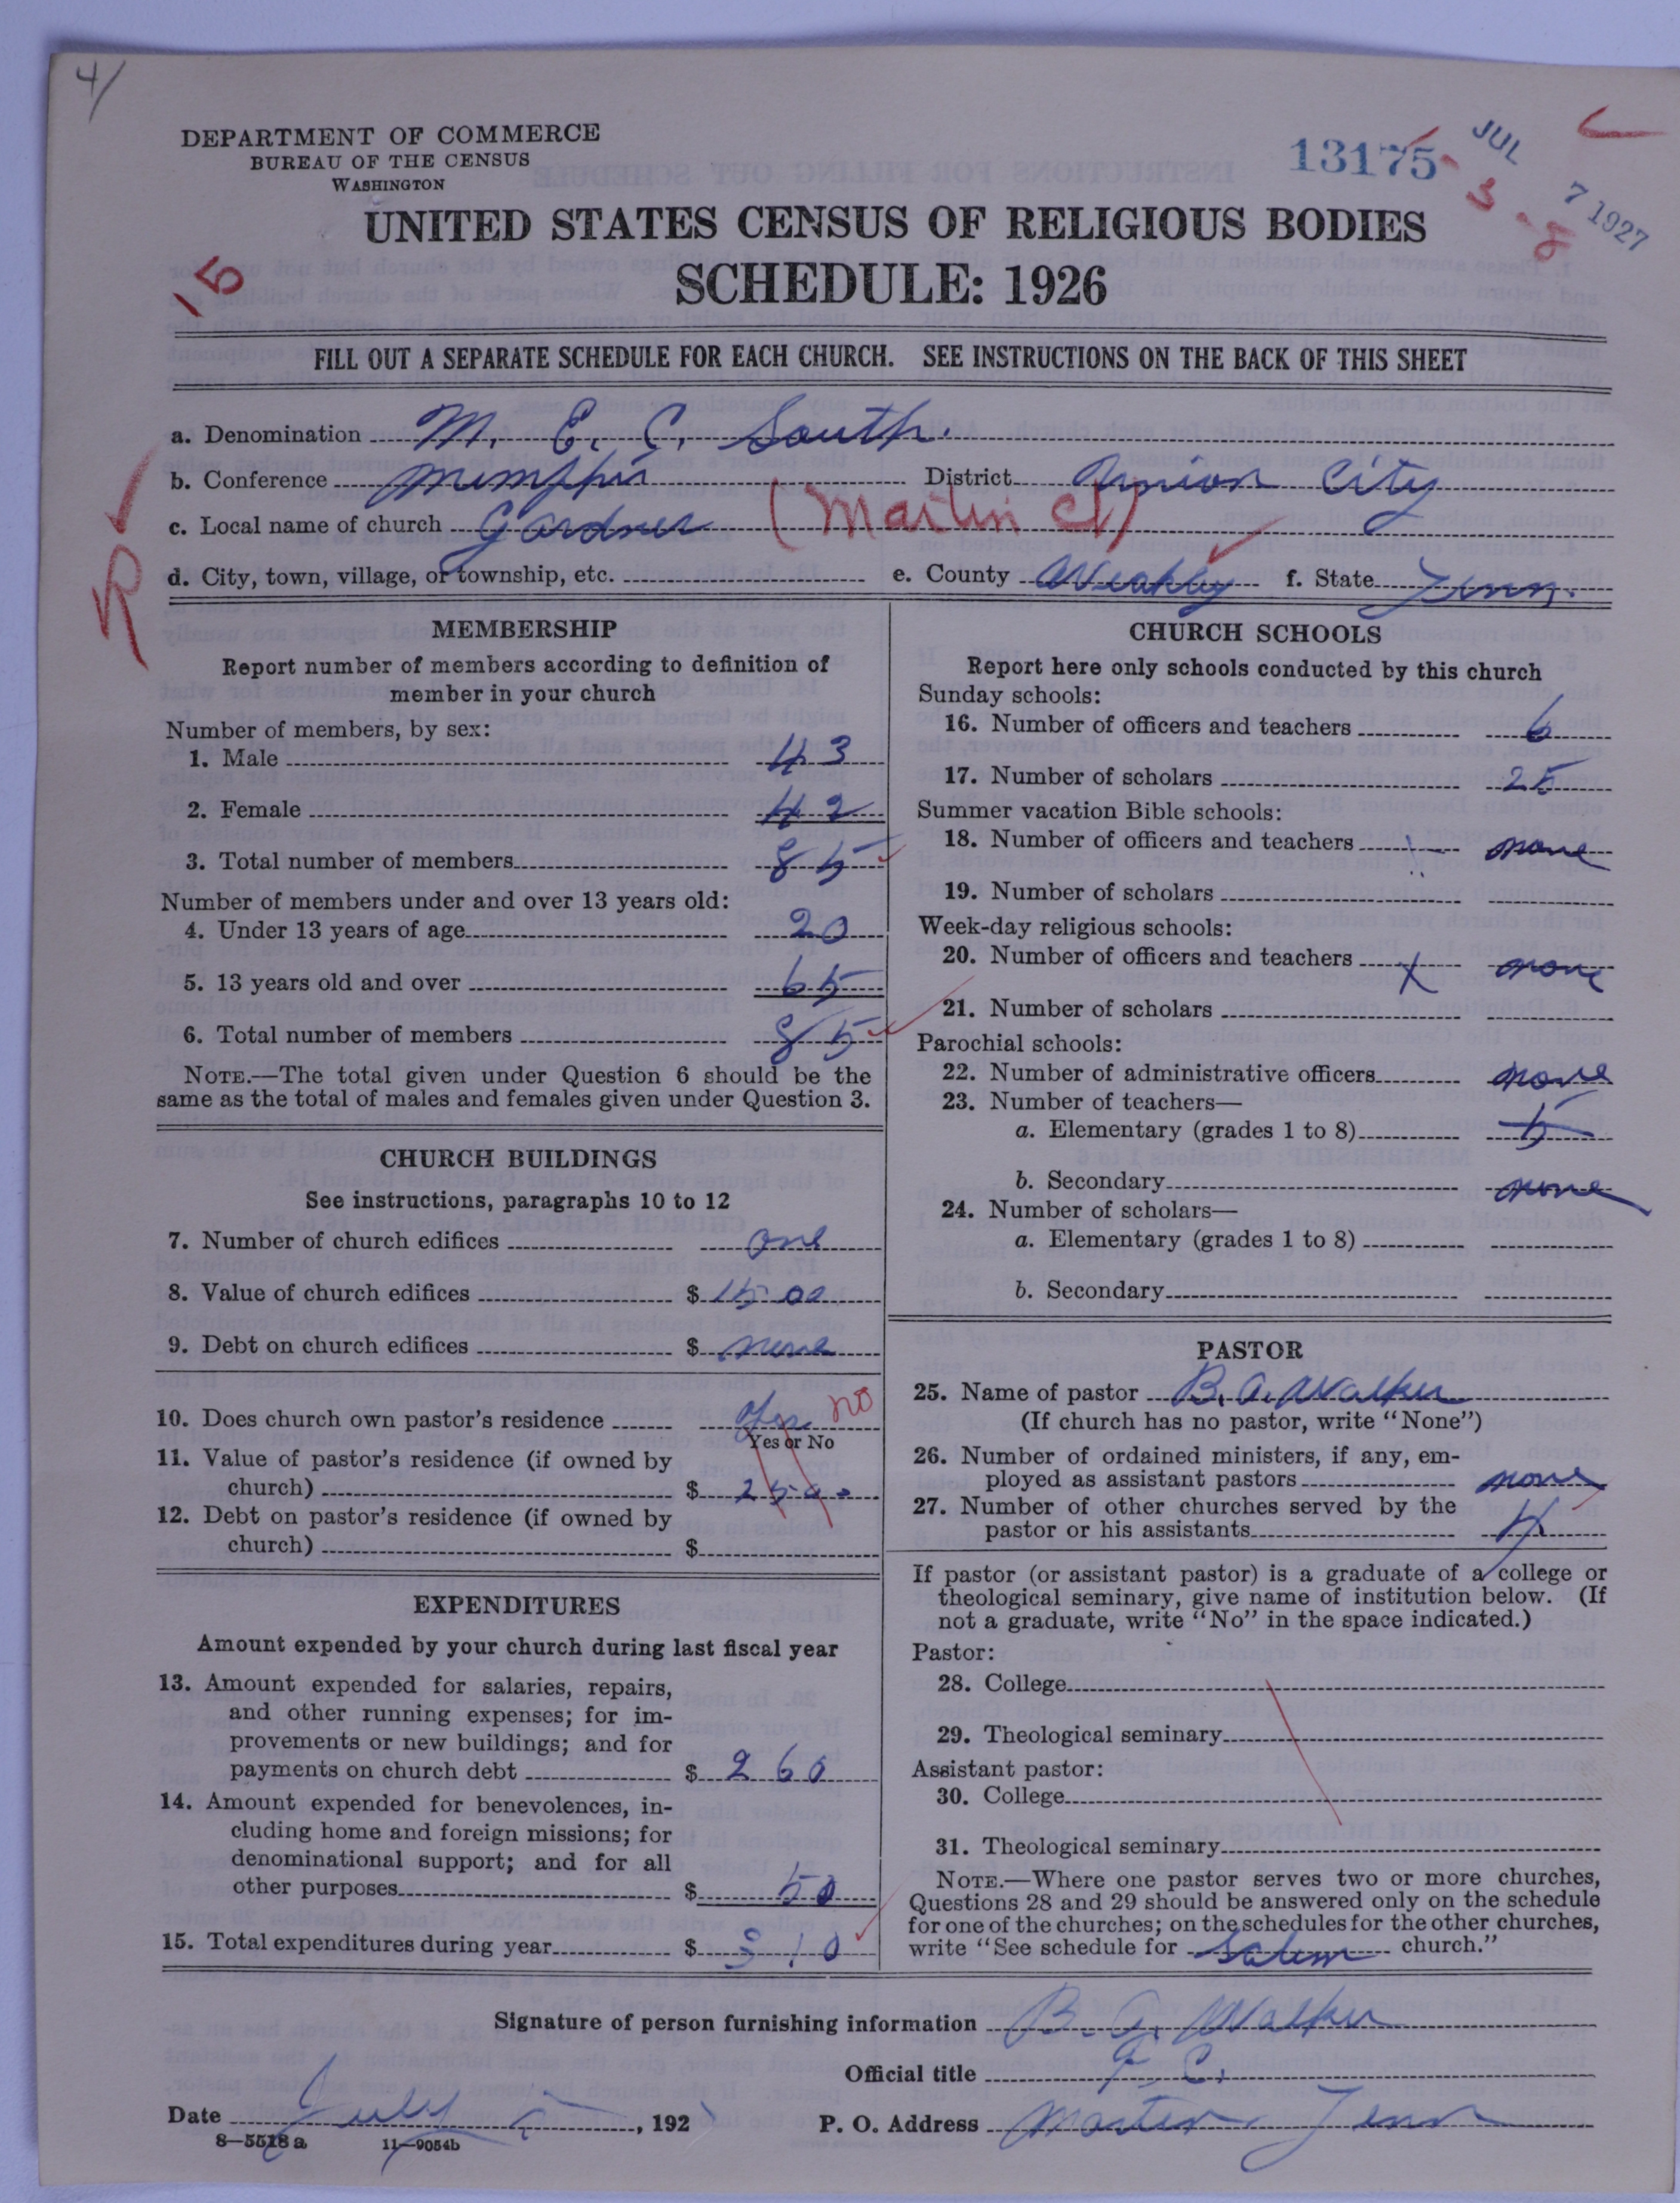 4/
DEPARTMENT OF COMMERCE
BUREAU OF THE CENSUS
WASHINGTON
13175
JUL 7 1927
3-8
15
UNITED STATES CENSUS OF RELIGIOUS BODIES
SCHEDULE: 1926
FILL OUT A SEPARATE SCHEDULE FOR EACH CHURCH. SEE INSTRUCTIONS ON THE BACK OF THIS SHEET
a. Denomination M. E. C. South.
b. Conference Memphis District Union City
c. Local name of church Gardner (Martin Ct)
d. City, town, village, or township, etc. e. County Weakley f. State Tenn.
R
MEMBERSHIP
Report number of members according to definition of
member in your church
Number of members, by sex:
1. Male 43
2. Female 42
3. Total number of members 85
Number of members under and over 13 years old:
4. Under 13 years of age 20
5. 13 years old and over 65
6. Total number of members 85
NOTE.—The total given under Question 6 should be the
same as the total of males and females given under Question 3.
CHURCH BUILDINGS
See instructions, paragraphs 10 to 12
7. Number of church edifices one
8. Value of church edifices $ 1500
9. Debt on church edifices $ none
10. Does church own pastor's residence yes no
Yes or No
11. Value of pastor's residence (if owned by
church) $ 2500
12. Debt on pastor's residence (if owned by
church) $
EXPENDITURES
Amount expended by your church during last fiscal year
13. Amount expended for salaries, repairs,
and other running expenses; for im-
provements or new buildings; and for
payments on church debt $ 260
14. Amount expended for benevolences, in-
cluding home and foreign missions; for
denominational support; and for all
other purposes $ 50
15. Total expenditures during year $ 310
CHURCH SCHOOLS
Report here only schools conducted by this church
Sunday schools:
16. Number of officers and teachers 6
17. Number of scholars 25
Summer vacation Bible schools:
18. Number of officers and teachers none
19. Number of scholars
Week-day religious schools:
20. Number of officers and teachers x none
21. Number of scholars
Parochial schools:
22. Number of administrative officers none
23. Number of teachers—
a. Elementary (grades 1 to 8) 5
b. Secondary none
24. Number of scholars—
a. Elementary (grades 1 to 8)
b. Secondary
PASTOR
25. Name of pastor B. A. Walker
(If church has no pastor, write "None")
26. Number of ordained ministers, if any, em-
ployed as assistant pastors none
27. Number of other churches served by the
pastor or his assistants 4
If pastor (or assistant pastor) is a graduate of a college or
theological seminary, give name of institution below. (If
not a graduate, write "No" in the space indicated.)
Pastor:
28. College
29. Theological seminary
Assistant pastor:
30. College
31. Theological seminary
NOTE.—Where one pastor serves two or more churches,
Questions 28 and 29 should be answered only on the schedule
for one of the churches; on the schedules for the other churches,
write "See schedule for Salem church."
Signature of person furnishing information B. A. Walker
Official title P. C.
Date July 5, 192 P. O. Address Martin Tenn
8—5518 a 11—9054b